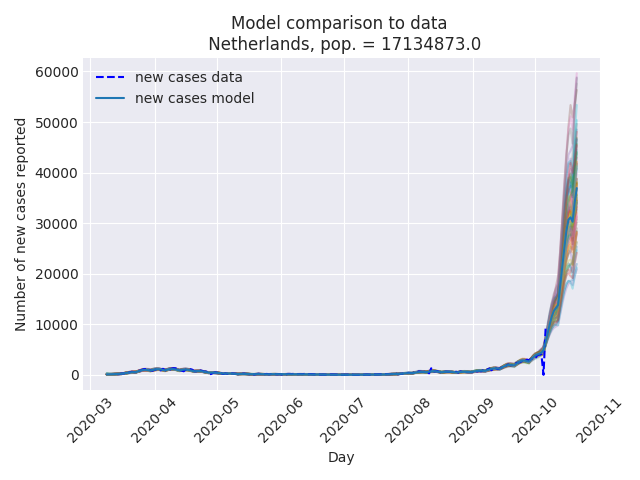 Model comparison to data
Netherlands, pop. = 17134873.0
new cases data
new cases model
Number of new cases reported
60000
50000
40000
30000
20000
10000
0
2020-03
2020-04
2020-05
2020-06
2020-07
2020-08
2020-09
2020-10
2020-11
Day